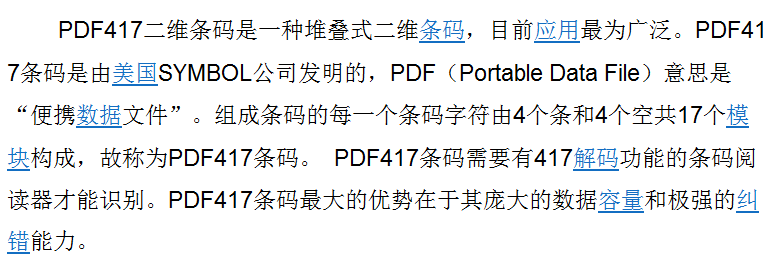 PDF417二维条码是一种堆叠式二维条码，目前应用最为广泛。PDF41
7条码是由美国SYMBOL公司发明的，PDF（Portable Data File）意思是
“便携数据文件”。组成条码的每一个条码字符由4个条和4个空共17个模
块构成，故称为PDF417条码。 PDF417条码需要有417解码功能的条码阅
读器才能识别。PDF417条码最大的优势在于其庞大的数据容量和极强的纠
错能力。